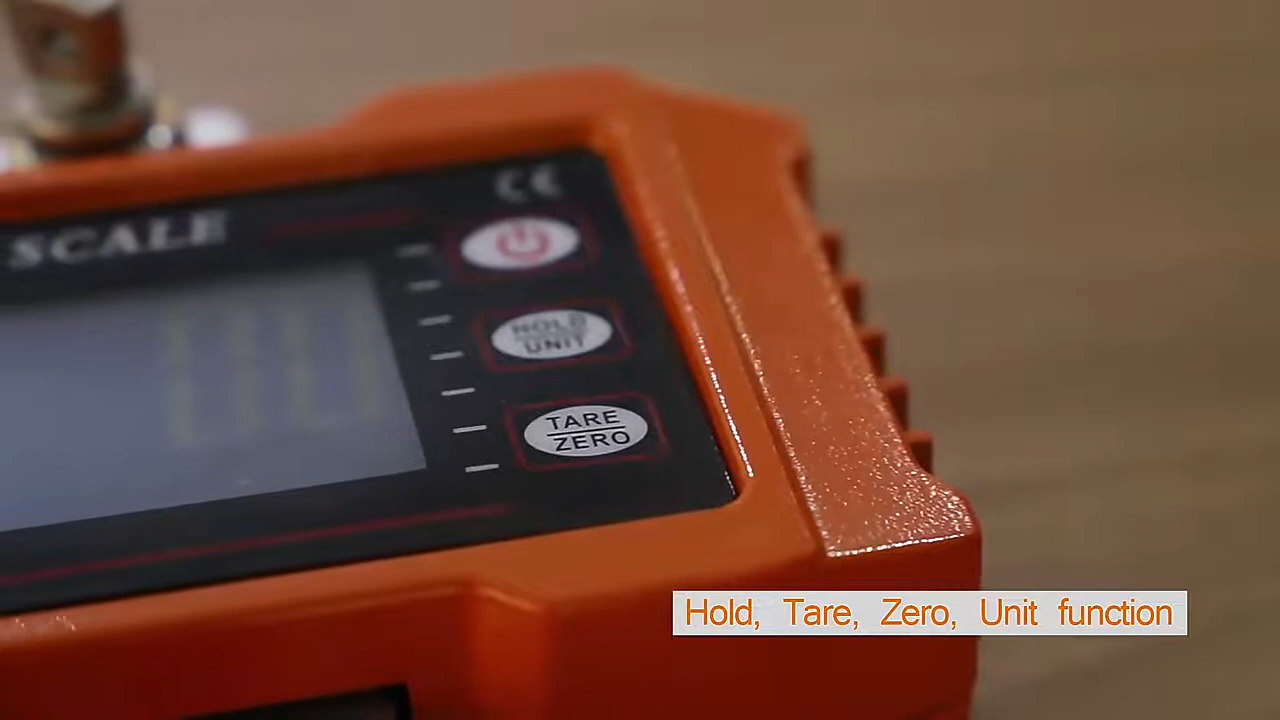 CE
SCALE
HOLD
UNIT
TARE
ZERO
Hold, Tare, Zero, Unit function